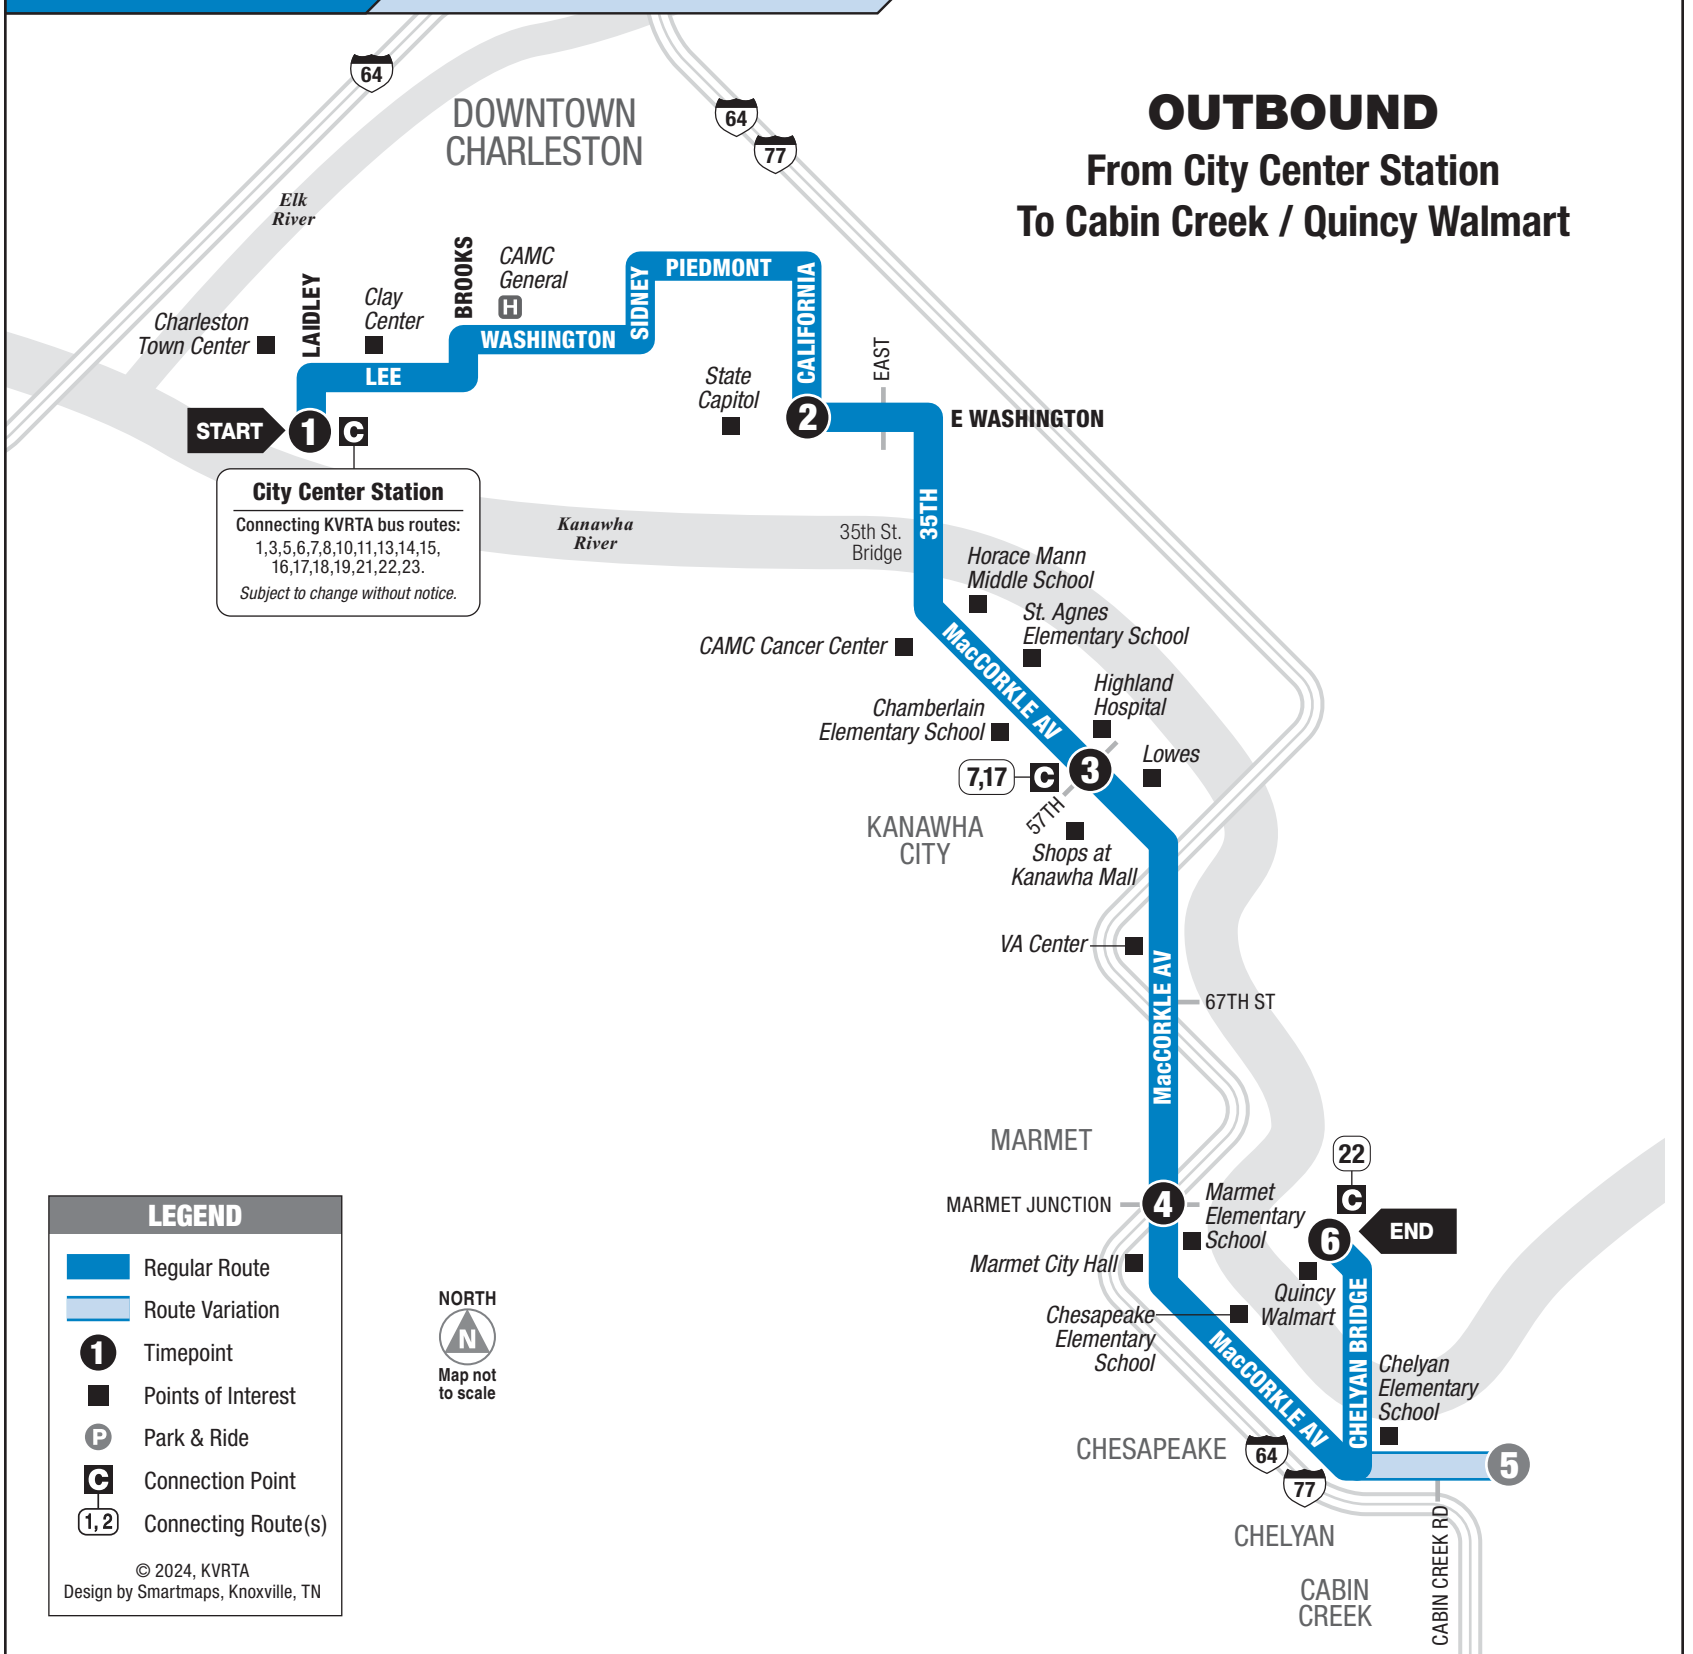 OUTBOUND
From City Center Station
To Cabin Creek / Quincy Walmart
64
DOWNTOWN
CHARLESTON
64
77
Elk
River
LAIDLEY
BROOKS
CAMC
General
H
Clay
Center
Charleston
Town Center
LEE
WASHINGTON
SIDNEY
PIEDMONT
CALIFORNIA
EAST
State
Capitol
START
1
C
2
E WASHINGTON
City Center Station
Connecting KVRTA bus routes:
1,3,5,6,7,8,10,11,13,14,15,
16,17,18,19,21,22,23.
Subject to change without notice.
Kanawha
River
35th St.
Bridge
35TH
Horace Mann
Middle School
St. Agnes
Elementary School
CAMC Cancer Center
MacCORKLE AV
Highland
Hospital
Chamberlain
Elementary School
Lowes
7,17
C
3
57TH
KANAWHA
CITY
Shops at
Kanawha Mall
VA Center
MacCORKLE AV
67TH ST
MARMET
22
C
MARMET JUNCTION
4
Marmet
Elementary
School
6
END
Marmet City Hall
Quincy
Walmart
Chesapeake
Elementary
School
MacCORKLE AV
CHELYAN BRIDGE
Chelyan
Elementary
School
CHESAPEAKE
64
77
5
CHELYAN
CABIN
CREEK
CABIN CREEK RD
NORTH
N
Map not
to scale
LEGEND
Regular Route
Route Variation
1 Timepoint
Points of Interest
P Park & Ride
C Connection Point
1, 2 Connecting Route(s)
© 2024, KVRTA
Design by Smartmaps, Knoxville, TN